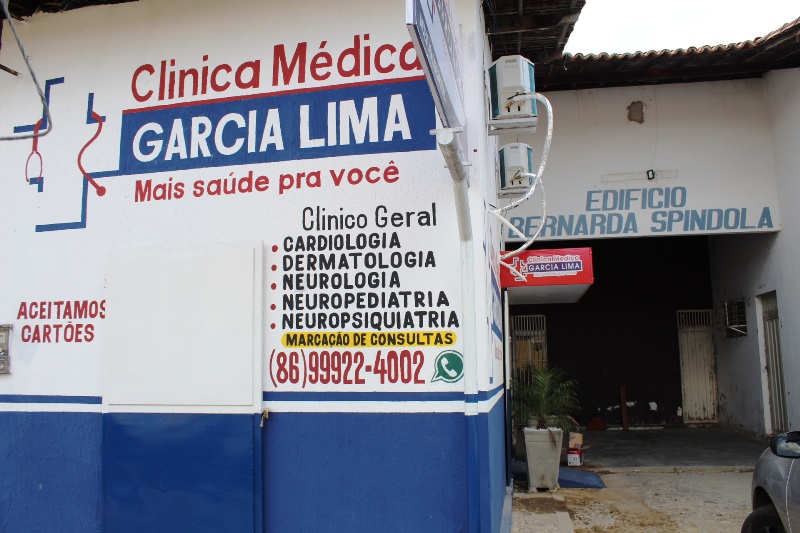 Clinica Médica
GARCIA LIMA
Mais saúde pra você
Clinico Geral
• CARDIOLOGIA
• DERMATOLOGIA
• NEUROLOGIA
• NEUROPEDIATRIA
• NEUROPSIQUIATRIA
MARCAÇÃO DE CONSULTAS
(86)99922-4002
ACEITAMOS
CARTÕES
EDIFICIO
BERNARDA SPINDOLA
Clinica Médica
GARCIA LIMA